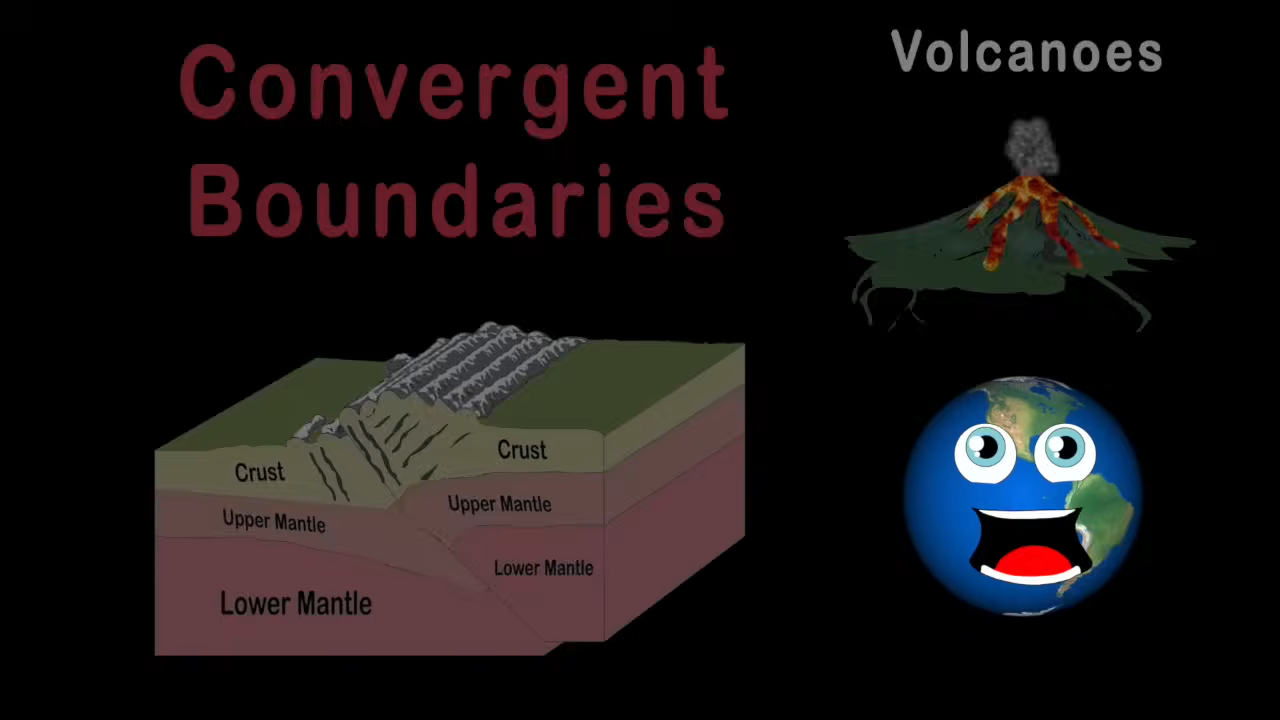 Convergent
Boundaries
Volcanoes
Crust
Crust
Upper Mantle
Upper Mantle
Lower Mantle
Lower Mantle